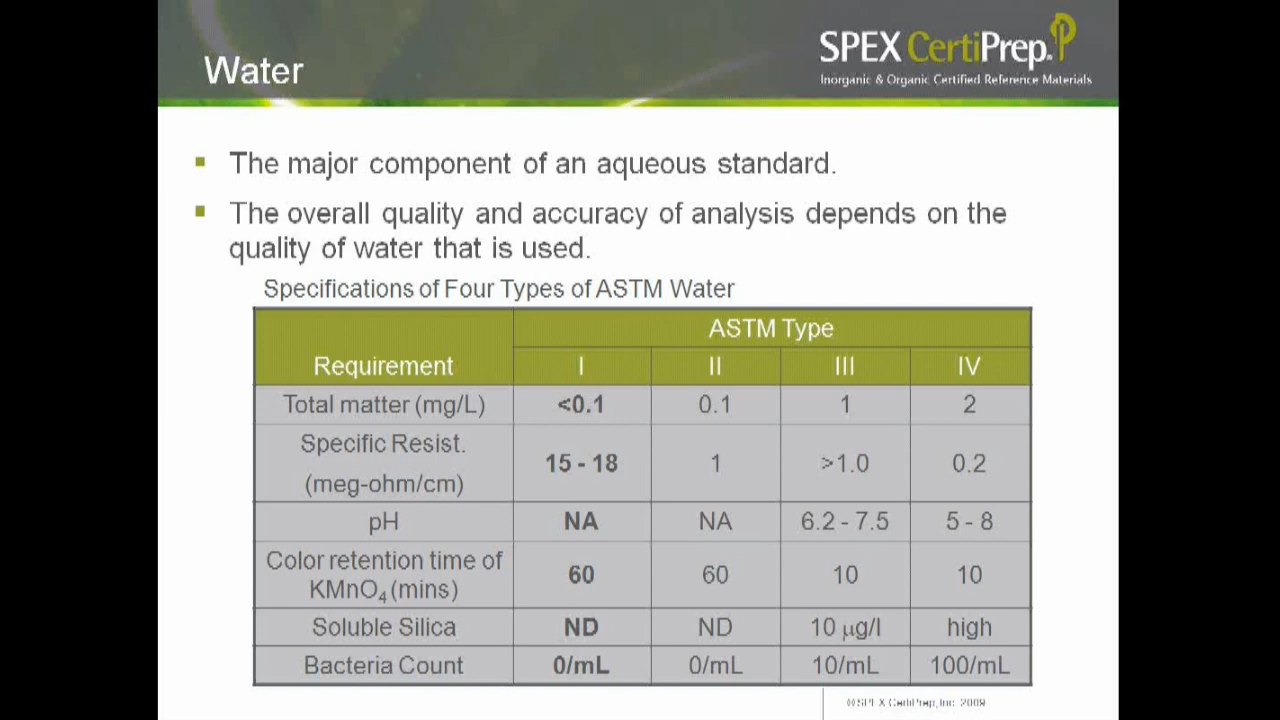 Water
SPEX CertiPrep.
Inorganic & Organic Certified Reference Materials
The major component of an aqueous standard.
The overall quality and accuracy of analysis depends on the
quality of water that is used.
Specifications of Four Types of ASTM Water
ASTM Type
Requirement I II III IV
Total matter (mg/L) <0.1 0.1 1 2
Specific Resist.
(meg-ohm/cm) 15 - 18 1 >1.0 0.2
pH NA NA 6.2 - 7.5 5 - 8
Color retention time of
KMnO₄ (mins) 60 60 10 10
Soluble Silica ND ND 10 µg/l high
Bacteria Count 0/mL 0/mL 10/mL 100/mL
©SPEX CertiPrep, Inc. 2009